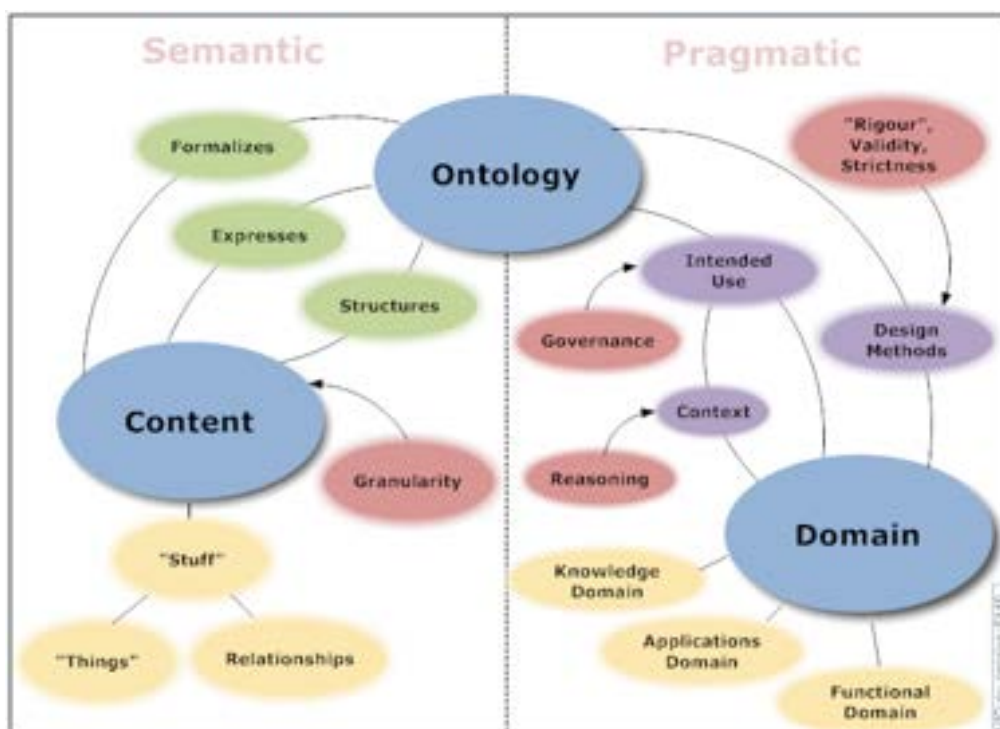 Semantic
Pragmatic
Formalizes
"Rigour",
Validity,
Strictness
Ontology
Expresses
Intended
Use
Structures
Governance
Design
Methods
Content
Context
Granularity
Reasoning
Domain
"Stuff"
Knowledge
Domain
"Things"
Relationships
Applications
Domain
Functional
Domain